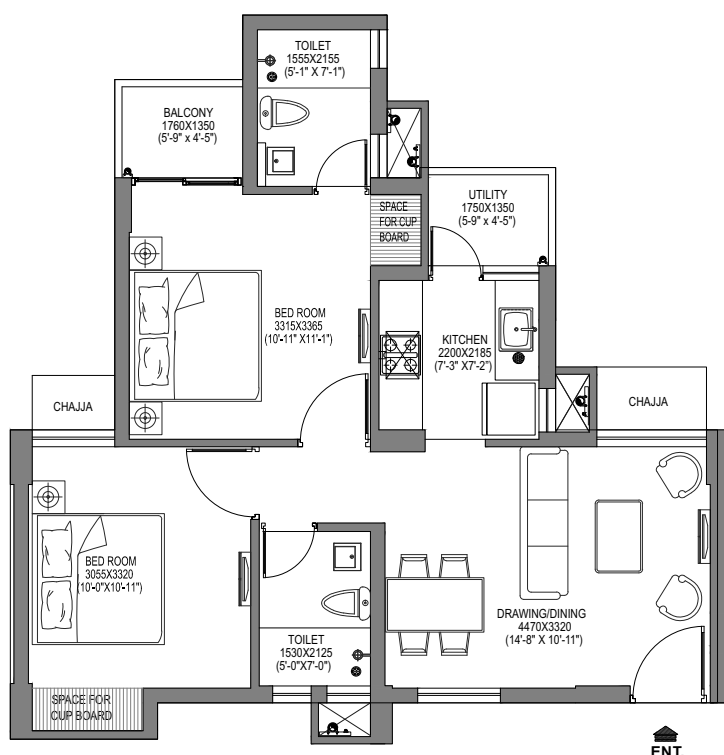 TOILET
1555X2155
(5'-1" X 7'-1")
BALCONY
1760X1350
(5'-9" x 4'-5")
SPACE
FOR CUP
BOARD
UTILITY
1750X1350
(5-9" x 4'-5")
BED ROOM
3315X3365
(10'-11" X11'-1")
KITCHEN
2200X2185
(7'-3" X7'-2")
CHAJJA
CHAJJA
BED ROOM
3055X3320
(10'-0"X10'-11")
DRAWING/DINING
4470X3320
(14'-8" X 10'-11")
TOILET
1530X2125
(5'-0"X7'-0")
SPACE FOR
CUP BOARD
ENT